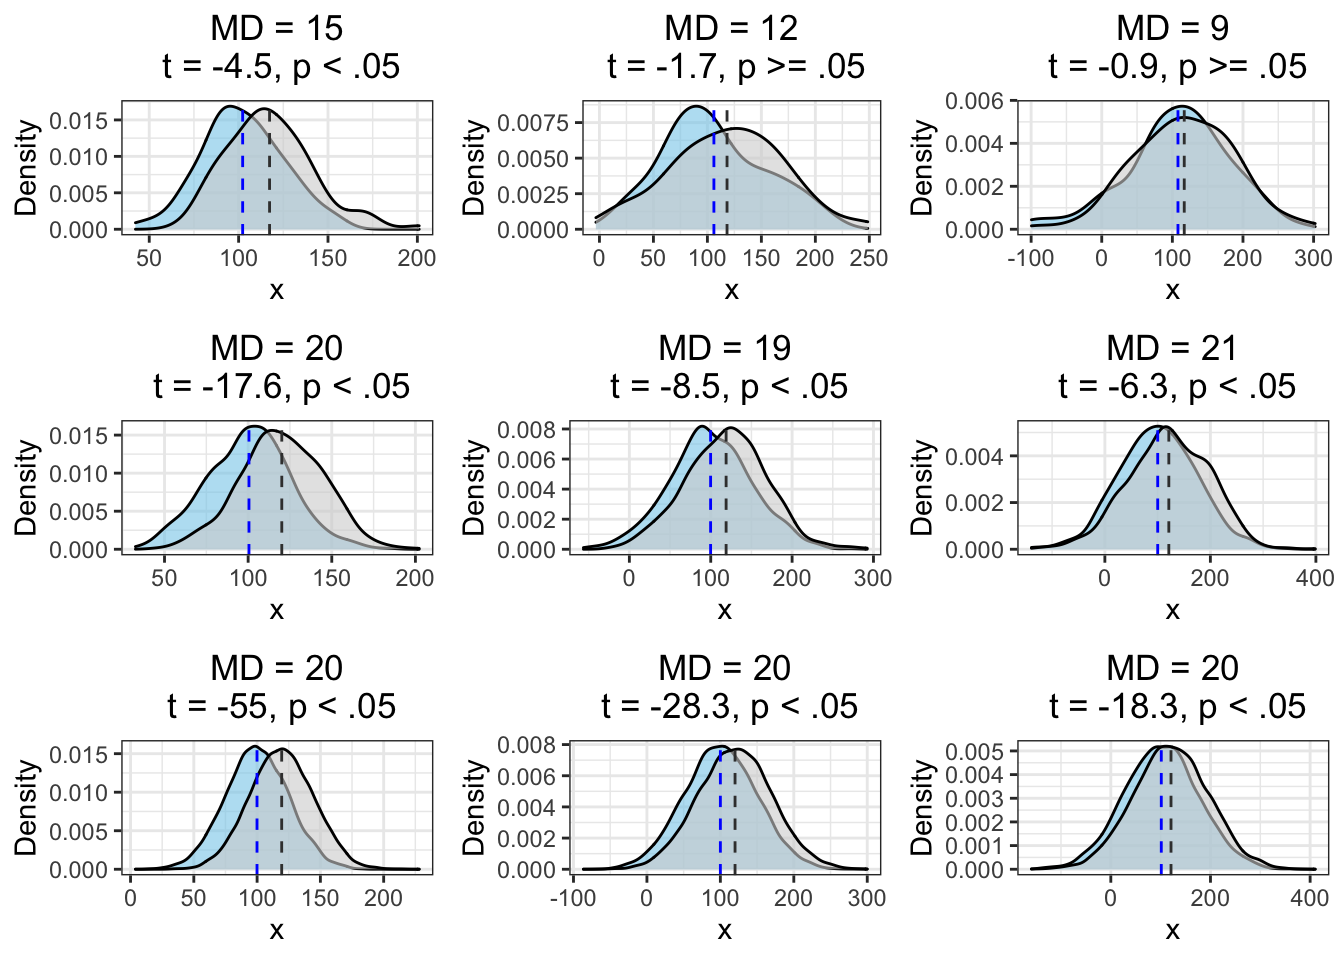 MD = 15
t = -4.5, p < .05
Density
0.015
0.010
0.005
0.000
50 100 150 200
x
MD = 12
t = -1.7, p >= .05
Density
0.0075
0.0050
0.0025
0.0000
0 50 100 150 200 250
x
MD = 9
t = -0.9, p >= .05
Density
0.006
0.004
0.002
0.000
-100 0 100 200 300
x
MD = 20
t = -17.6, p < .05
Density
0.015
0.010
0.005
0.000
50 100 150 200
x
MD = 19
t = -8.5, p < .05
Density
0.008
0.006
0.004
0.002
0.000
0 100 200 300
x
MD = 21
t = -6.3, p < .05
Density
0.004
0.002
0.000
0 200 400
x
MD = 20
t = -55, p < .05
Density
0.015
0.010
0.005
0.000
0 50 100 150 200
x
MD = 20
t = -28.3, p < .05
Density
0.008
0.006
0.004
0.002
0.000
-100 0 100 200 300
x
MD = 20
t = -18.3, p < .05
Density
0.005
0.004
0.003
0.002
0.001
0.000
0 200 400
x